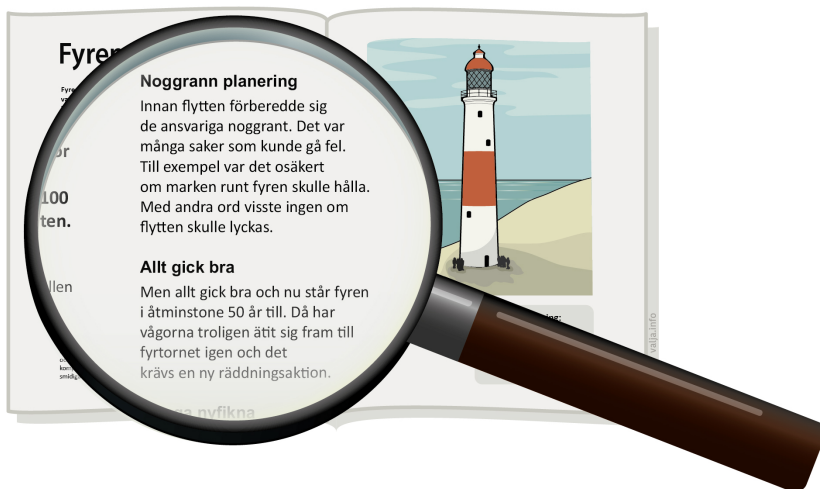 Fyren
Noggrann planering
Innan flytten förberedde sig
de ansvariga noggrant. Det var
många saker som kunde gå fel.
Till exempel var det osäkert
om marken runt fyren skulle hålla.
Med andra ord visste ingen om
flytten skulle lyckas.
100
ten.
Allt gick bra
Men allt gick bra och nu står fyren
i åtminstone 50 år till. Då har
vågorna troligen ätit sig fram till
fyrtornet igen och det
krävs en ny räddningsaktion.
nyfikna
valja.info